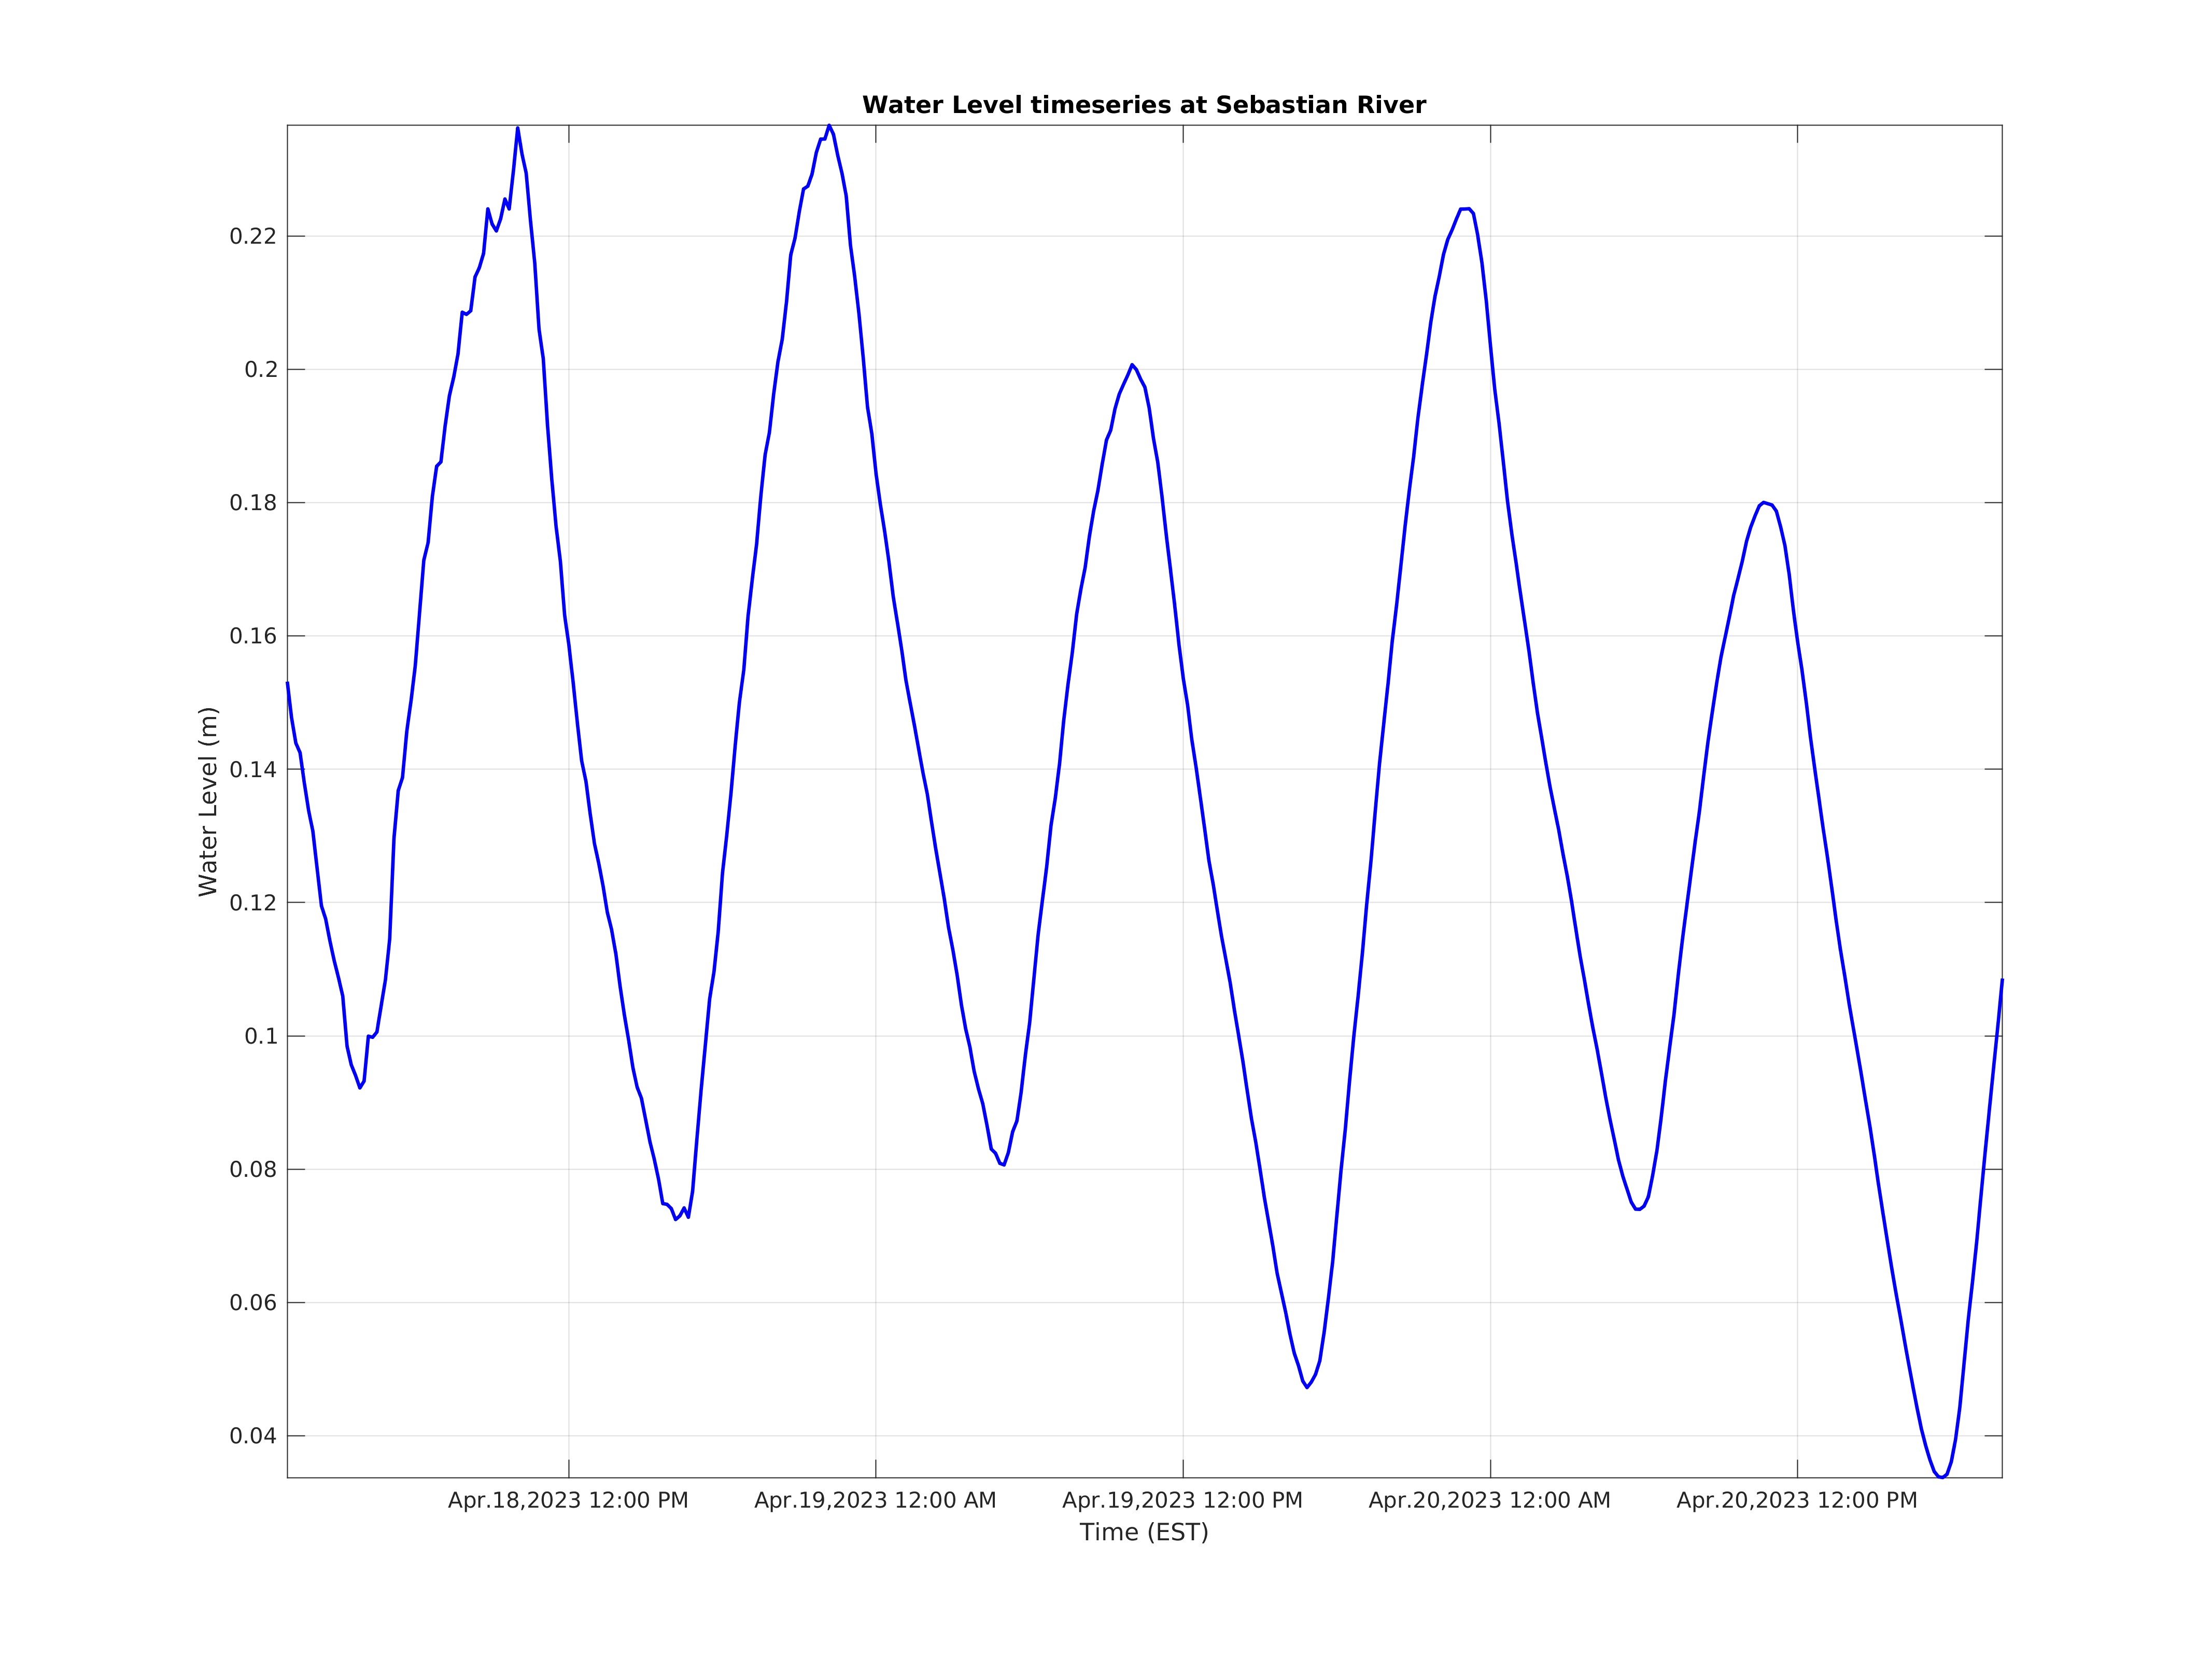 Water Level timeseries at Sebastian River
Water Level (m)
0.22
0.2
0.18
0.16
0.14
0.12
0.1
0.08
0.06
0.04
Apr.18,2023 12:00 PM
Apr.19,2023 12:00 AM
Apr.19,2023 12:00 PM
Apr.20,2023 12:00 AM
Apr.20,2023 12:00 PM
Time (EST)